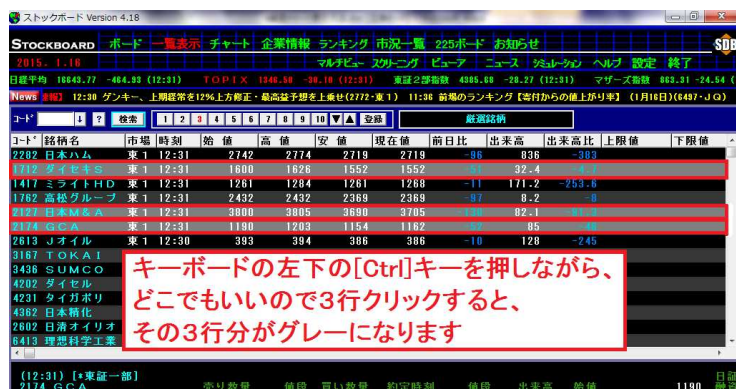 ストックボード Version 4.18
STOCKBOARD ボード 一覧表示 チャート 企業情報 ランキング 市況一覧 225ボード お知らせ SDB
2015. 1.16 マルチビュー スクリーニング ビューア ニュース シミュレーション ヘルプ 設定 終了
日経平均 16643.77 -464.93 (12:31) TOPIX 1346.50 -30.10 (12:31) 東証2部指数 4385.68 -28.27 (12:31) マザーズ指数 863.31 -24.54 (
News 12:30 ゲンキー、上期経常を12%上方修正・最高益予想を上乗せ(2772・東1) 11:36 前場のランキング【寄付からの値上がり率】 (1月16日)(6497・JQ)
コード ↓ ? 検索 1 2 3 4 5 6 7 8 9 10 ▼ ▲ 登録 厳選銘柄
コード 銘柄名 市場 時刻 始 値 高 値 安 値 現在値 前日比 出来高 出来高比 上限値 下限値
2282 日本ハム 東1 12:31 2742 2774 2719 2719 -96 836 -383
1712 ダイセキS 東1 12:31 1600 1626 1552 1552 -51 32.4
1417 ミライトHD 東1 12:31 1261 1284 1261 1268 -11 171.2 -253.6
1762 高松グループ 東1 12:31 2432 2432 2369 2369 -97 8.2 -8
2127 日本M&A 東1 12:31 3800 3805 3690 3705 82.1
2174 GCA 東1 12:31 1190 1203 1154 1162 85
2613 Jオイル 東1 12:30 393 394 386 386 -10 128 -245
3167 TOKAI
3436 SUMCO
4202 ダイセル
4231 タイガポリ
4362 日本精化
2602 日清オイリオ
6413 理想科学工業
キーボードの左下の[Ctrl]キーを押しながら、
どこでもいいので3行クリックすると、
その3行分がグレーになります
(12:31) [*東証一部]
2174 GCA 売り数量 値段 買い数量 約定時刻 値段 出来高 始値 1190